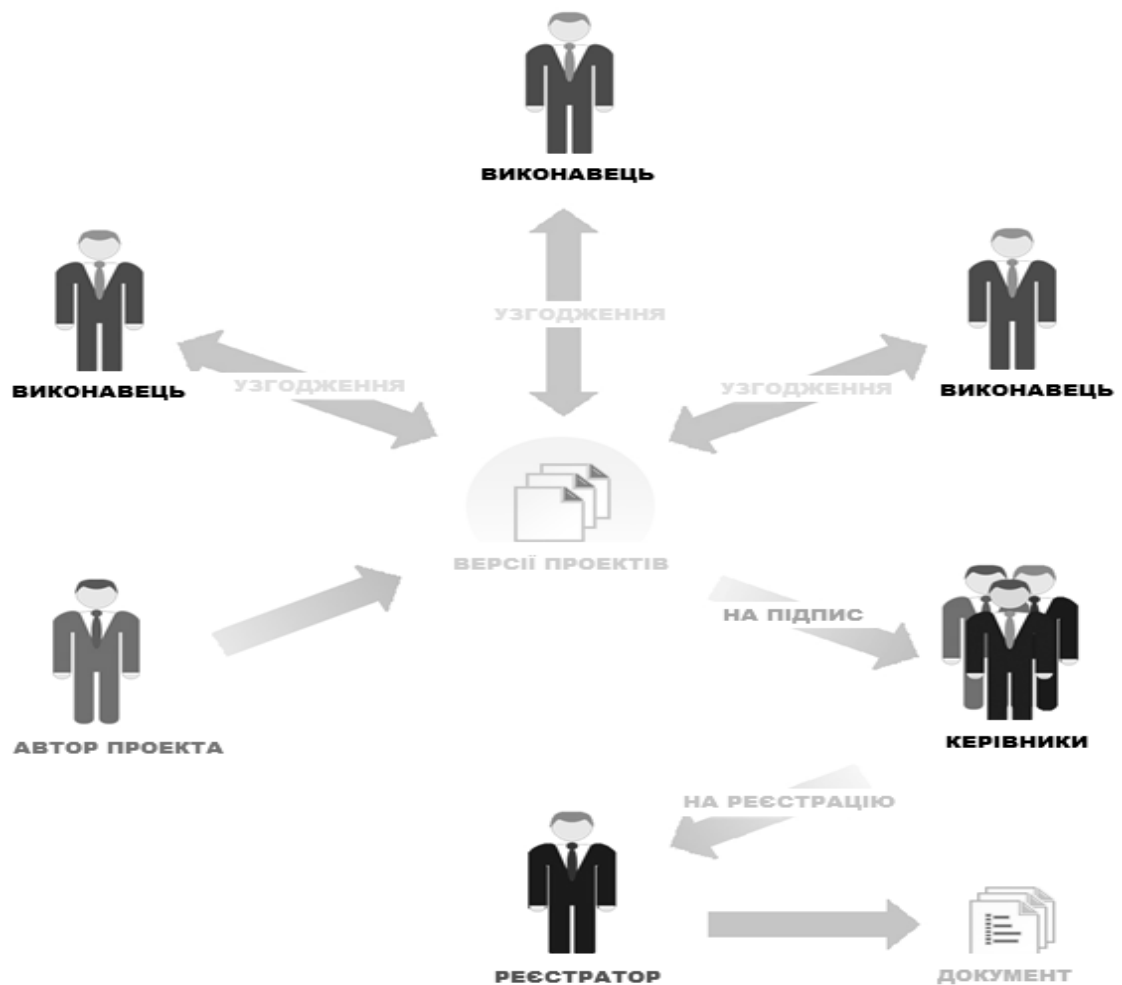 ВИКОНАВЕЦЬ
УЗГОДЖЕННЯ
ВИКОНАВЕЦЬ
УЗГОДЖЕННЯ
УЗГОДЖЕННЯ
ВИКОНАВЕЦЬ
ВЕРСІЇ ПРОЕКТІВ
НА ПІДПИС
АВТОР ПРОЕКТА
КЕРІВНИКИ
НА РЕЄСТРАЦІЮ
РЕЄСТРАТОР
ДОКУМЕНТ